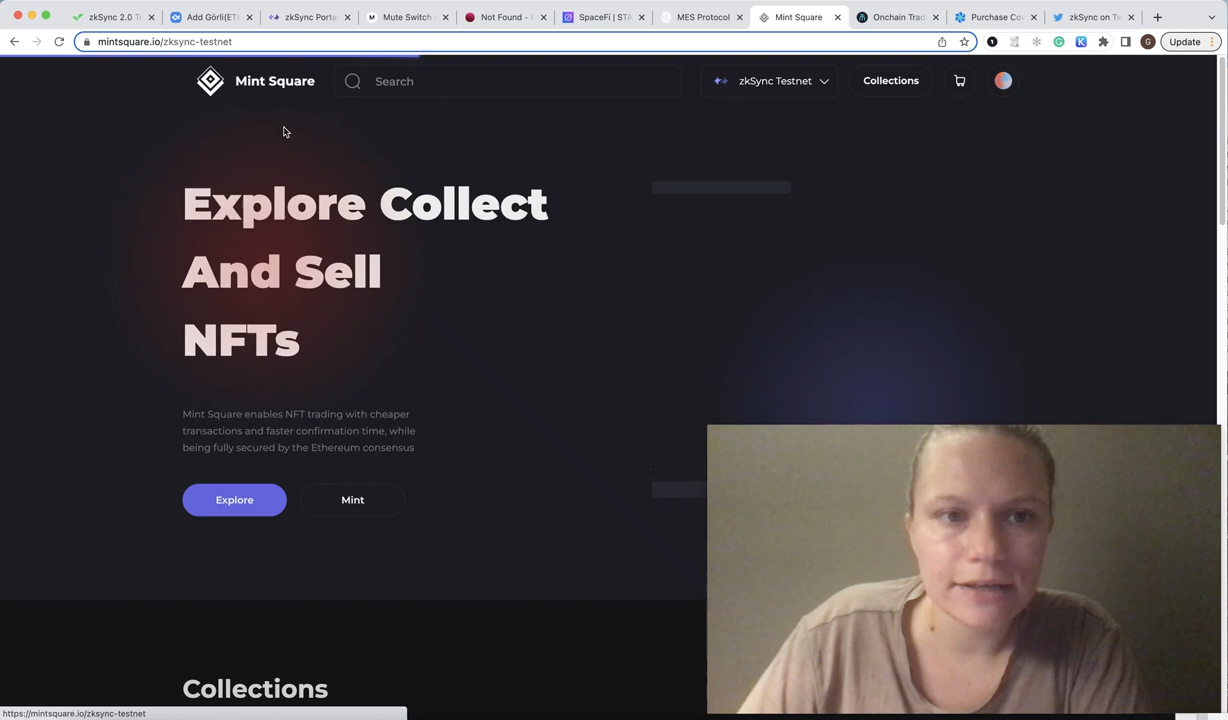 zkSync 2.0 T
Add Görli(ET
zkSync Porta
Mute Switch
Not Found -
SpaceFi | STA
MES Protocol
Mint Square
Onchain Trad
Purchase Cov
zkSync on Tw
mintsquare.io/zksync-testnet
G
Update
Mint Square
Search
zkSync Testnet
Collections
Explore Collect
And Sell
NFTs
Mint Square enables NFT trading with cheaper
transactions and faster confirmation time, while
being fully secured by the Ethereum consensus
Explore
Mint
Collections
https://mintsquare.io/zksync-testnet